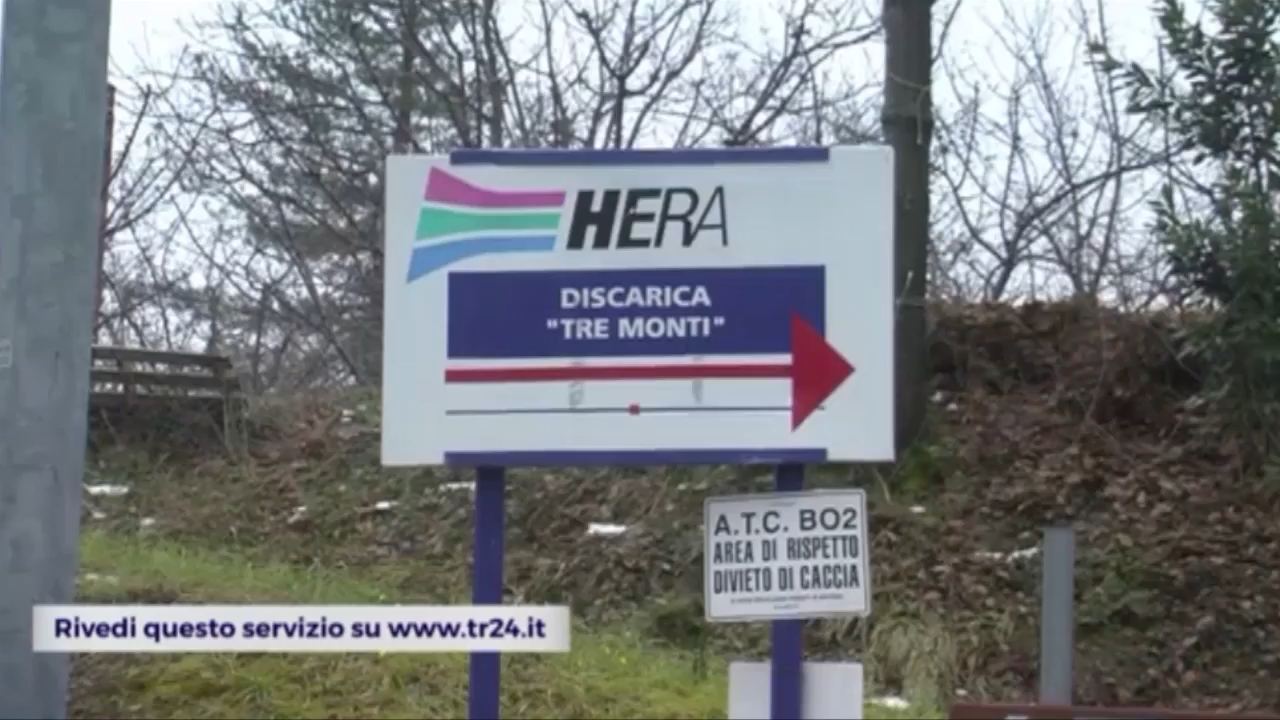 HERA
DISCARICA
"TRE MONTI"
A.T.C. BO2
AREA DI RISPETTO
DIVIETO DI CACCIA
Rivedi questo servizio su www.tr24.it